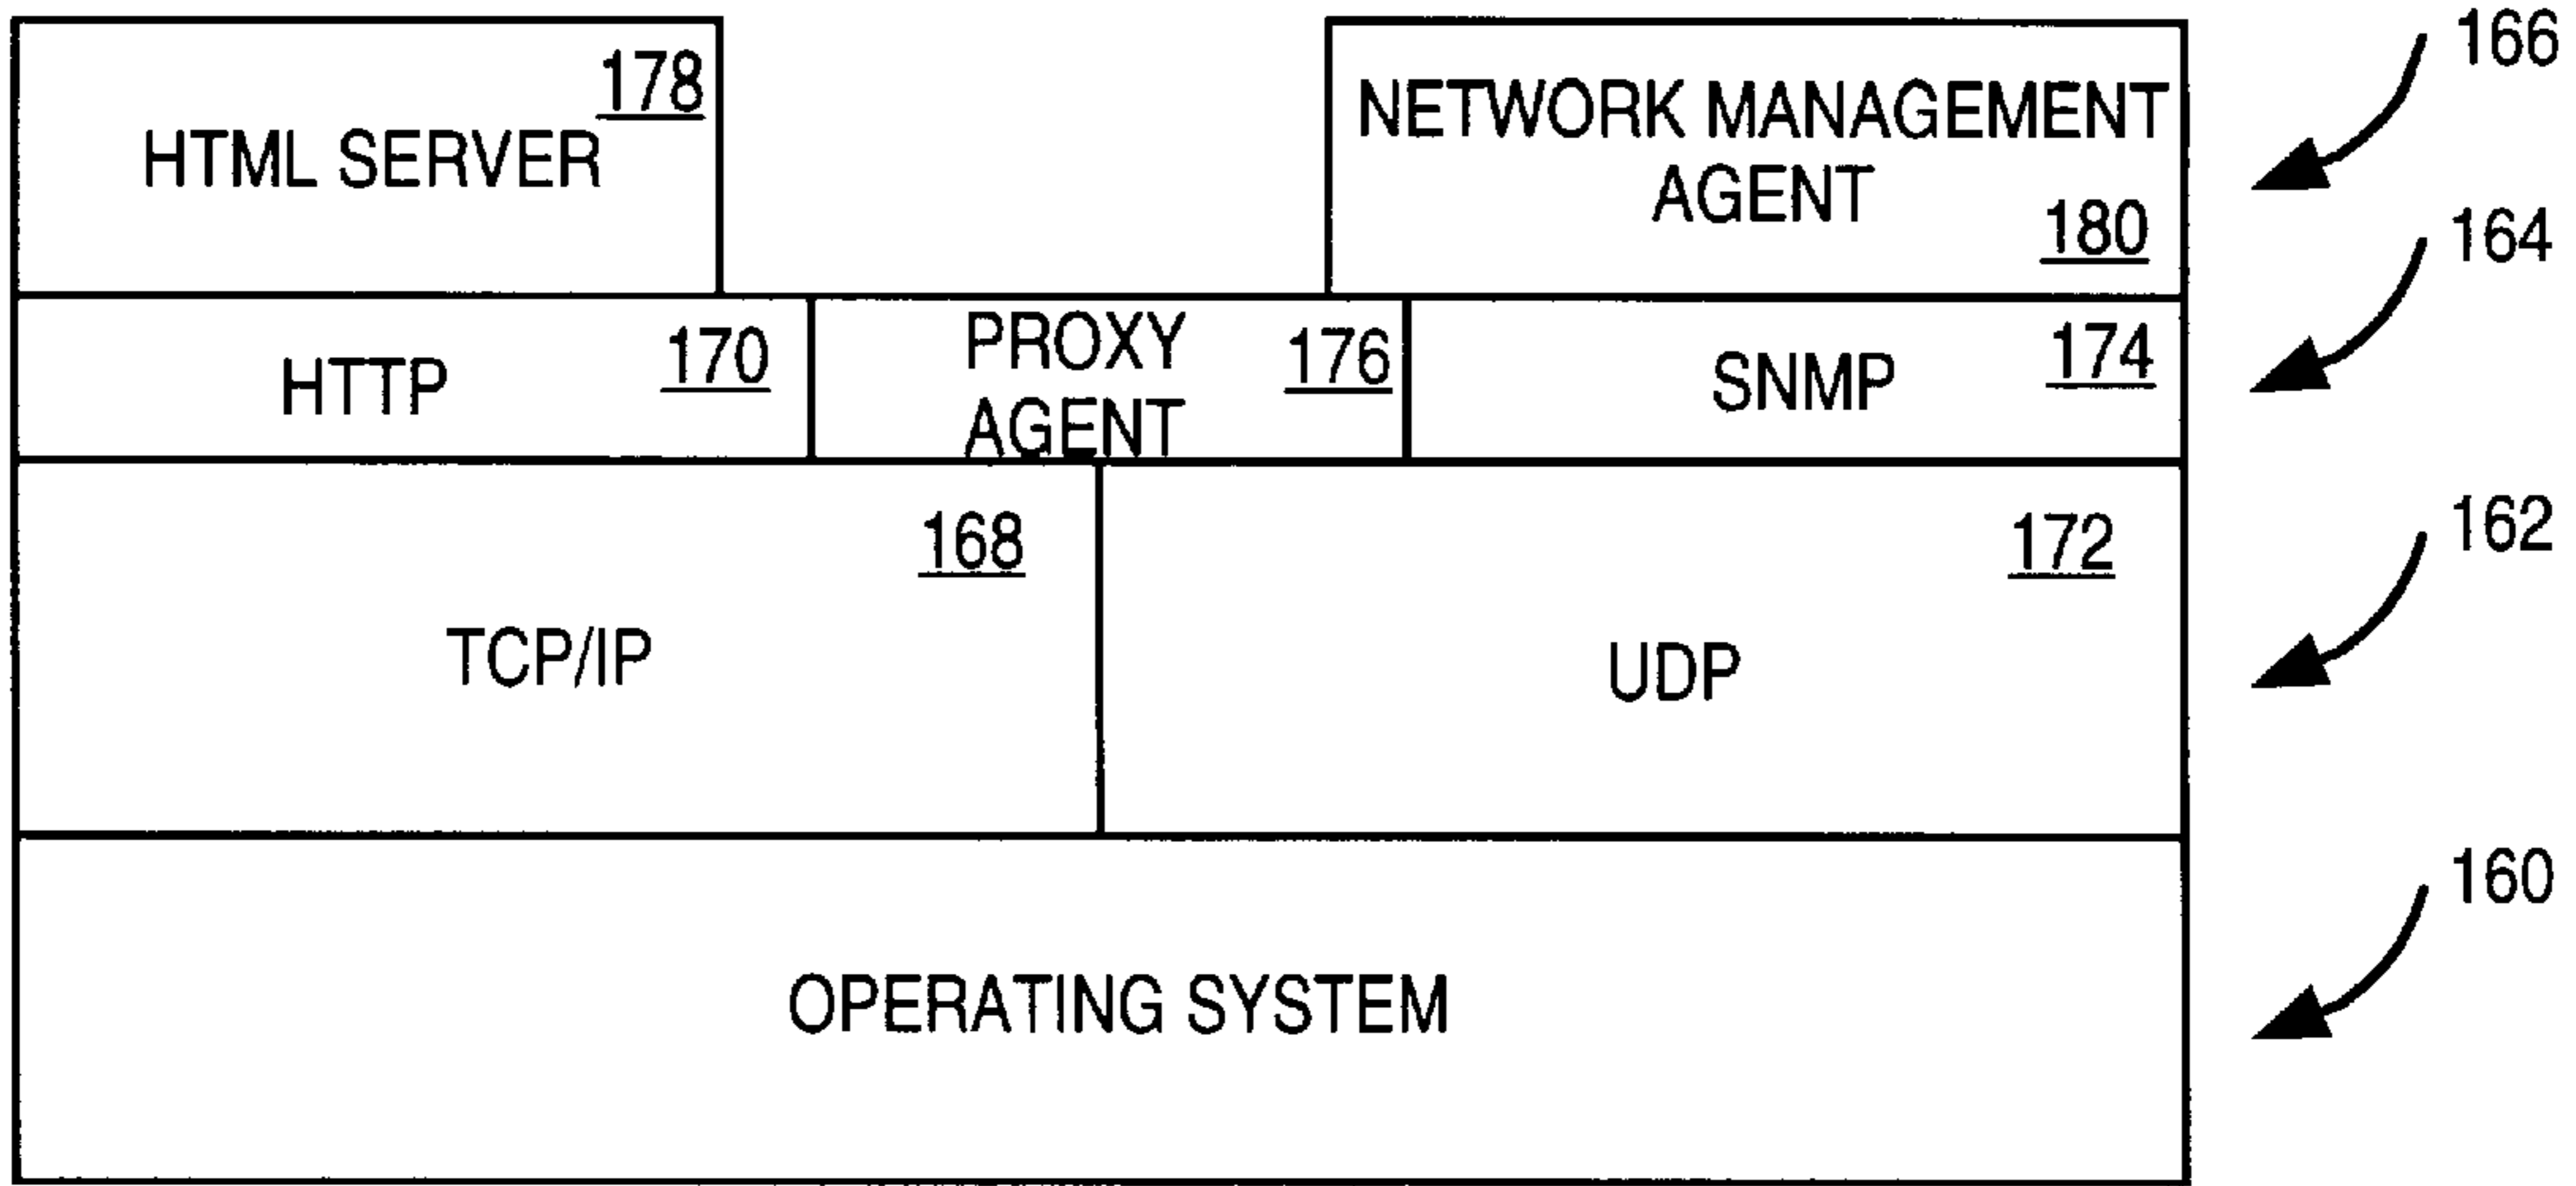 178
HTML SERVER
NETWORK MANAGEMENT
AGENT
180
166
HTTP
170
PROXY
AGENT
176
SNMP
174
164
168
TCP/IP
172
UDP
162
OPERATING SYSTEM
160